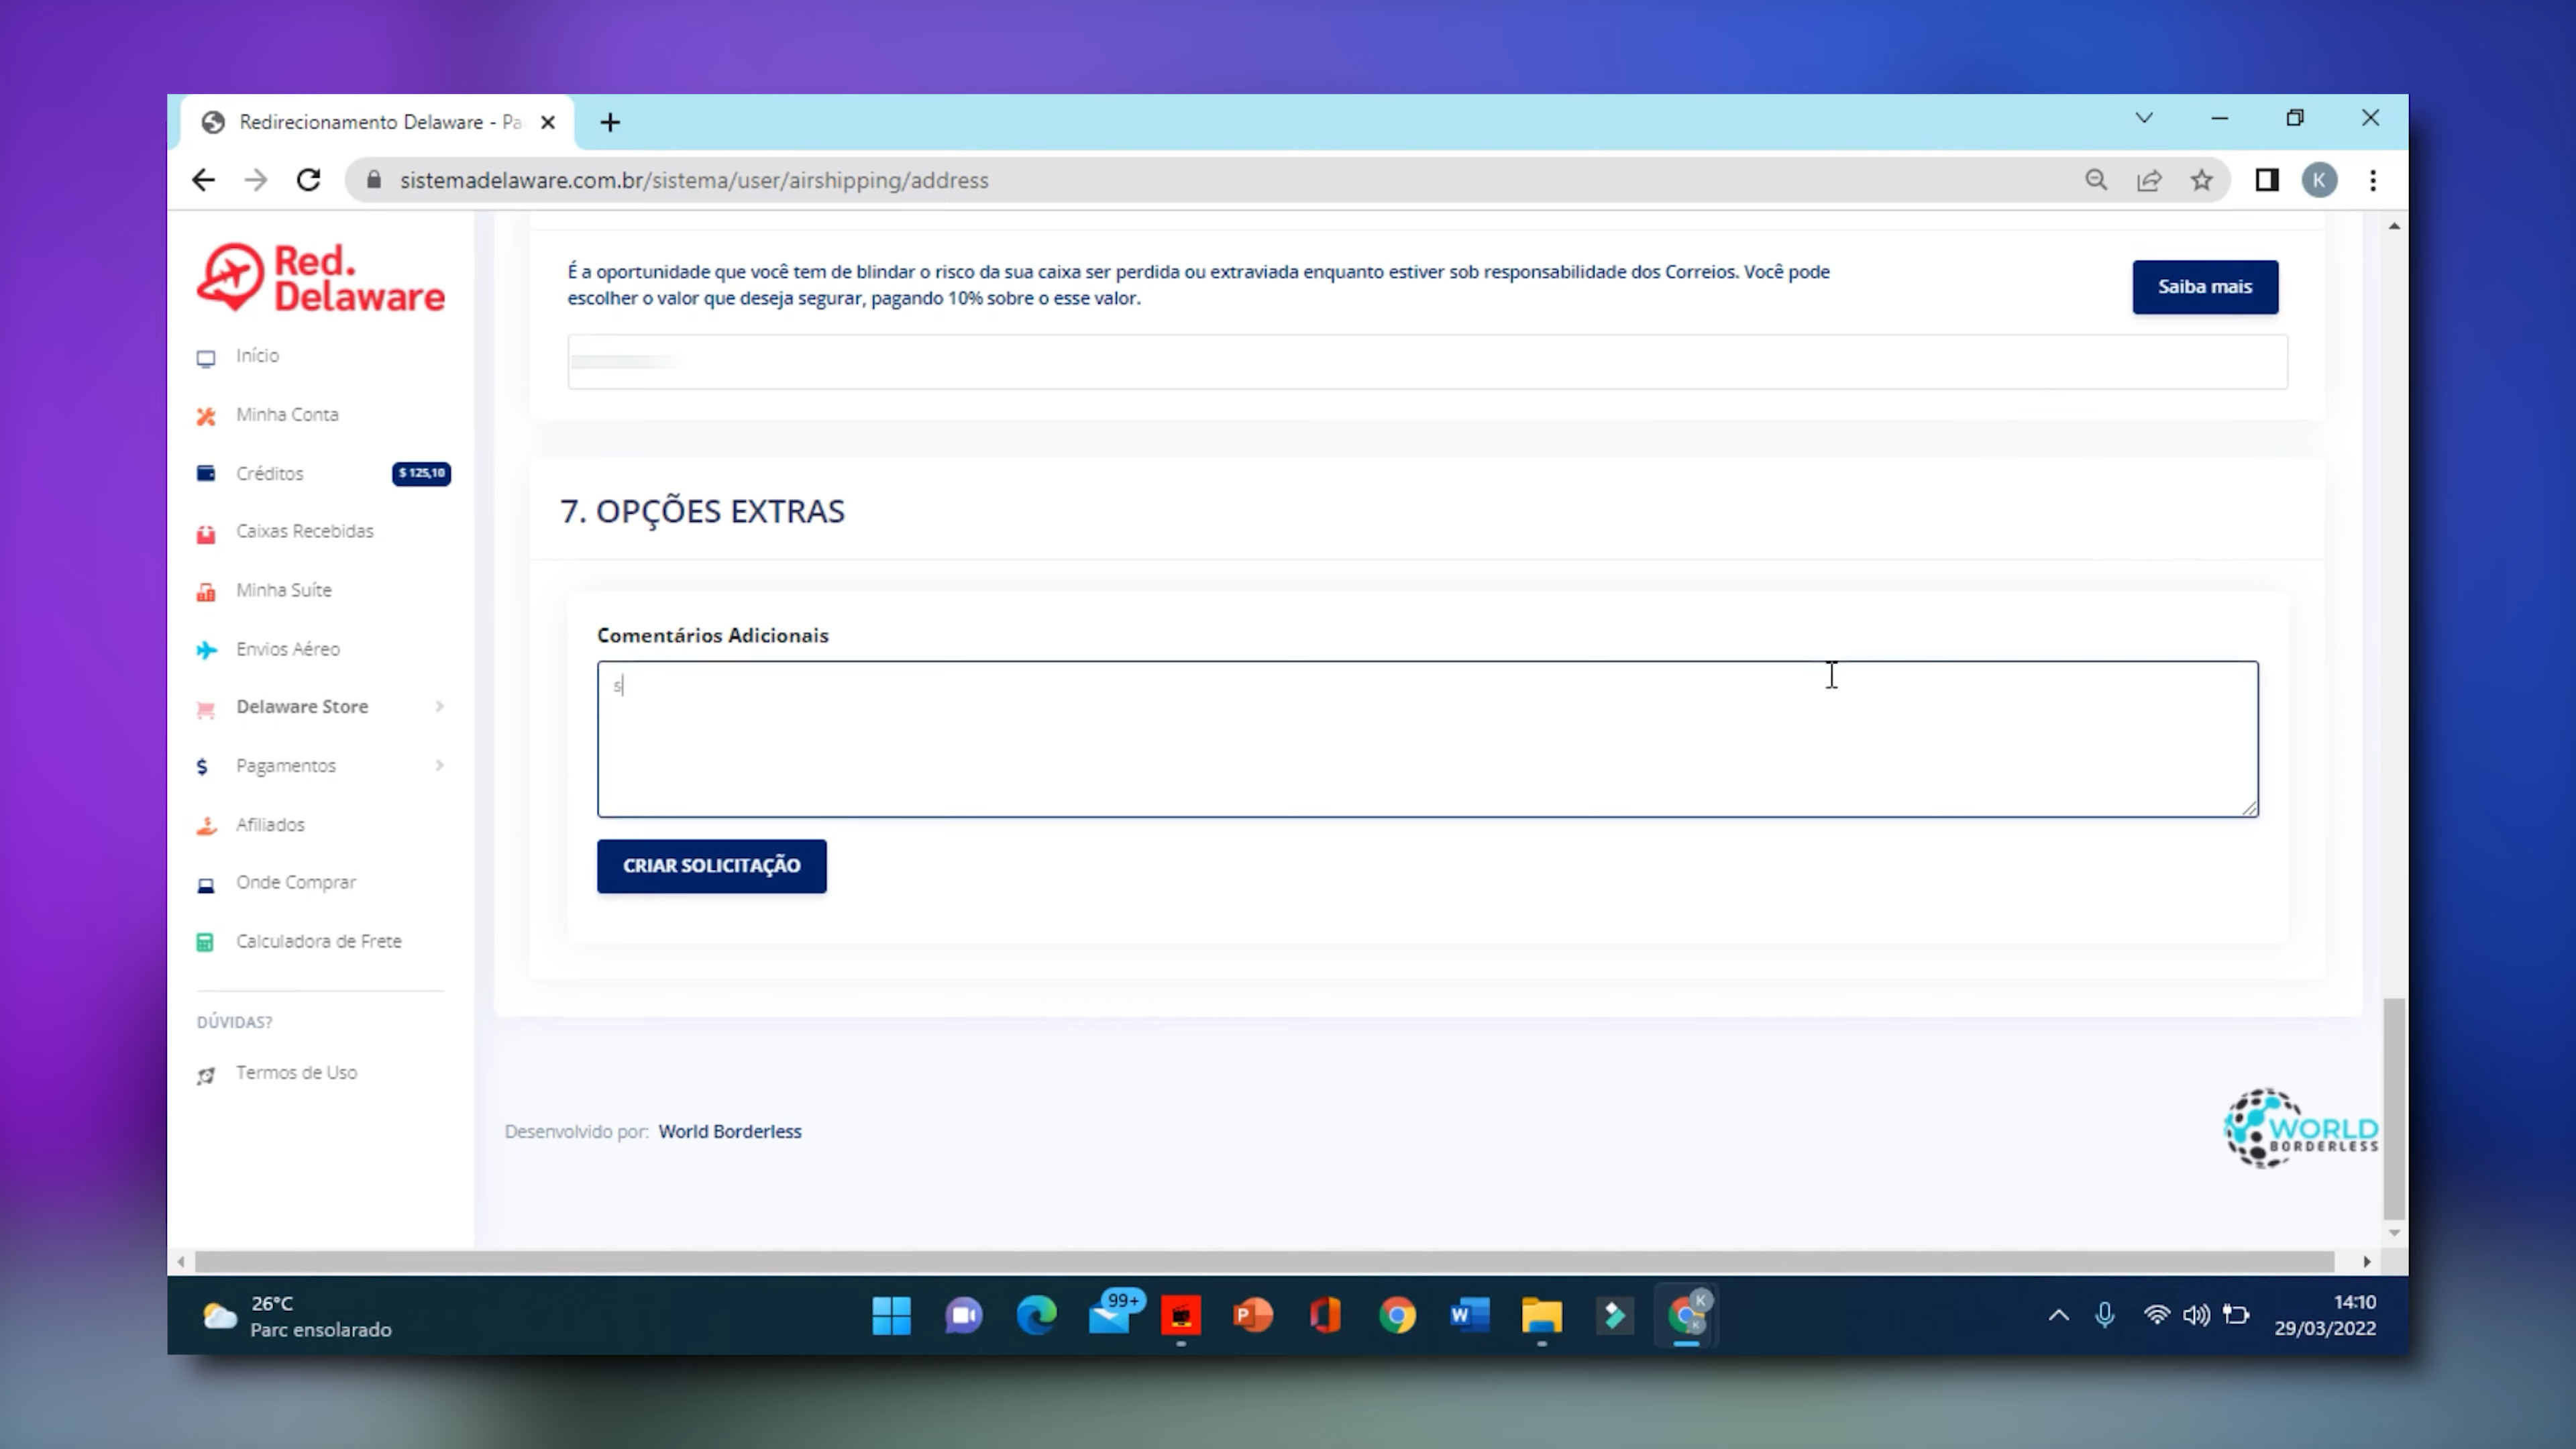 Redirecionamento Delaware - Pa
sistemadelaware.com.br/sistema/user/airshipping/address
K
Red.
Delaware
Início
Minha Conta
Créditos
$ 125,10
Caixas Recebidas
Minha Suíte
Envios Aéreo
Delaware Store
Pagamentos
Afiliados
Onde Comprar
Calculadora de Frete
DÚVIDAS?
Termos de Uso
É a oportunidade que você tem de blindar o risco da sua caixa ser perdida ou extraviada enquanto estiver sob responsabilidade dos Correios. Você pode
escolher o valor que deseja segurar, pagando 10% sobre o esse valor.
Saiba mais
7. OPÇÕES EXTRAS
Comentários Adicionais
s
CRIAR SOLICITAÇÃO
Desenvolvido por: World Borderless
WORLD
BORDERLESS
26°C
Parc ensolarado
99+
P
W
K
K
14:10
29/03/2022